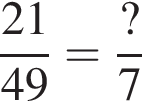 21/49 = ?/7